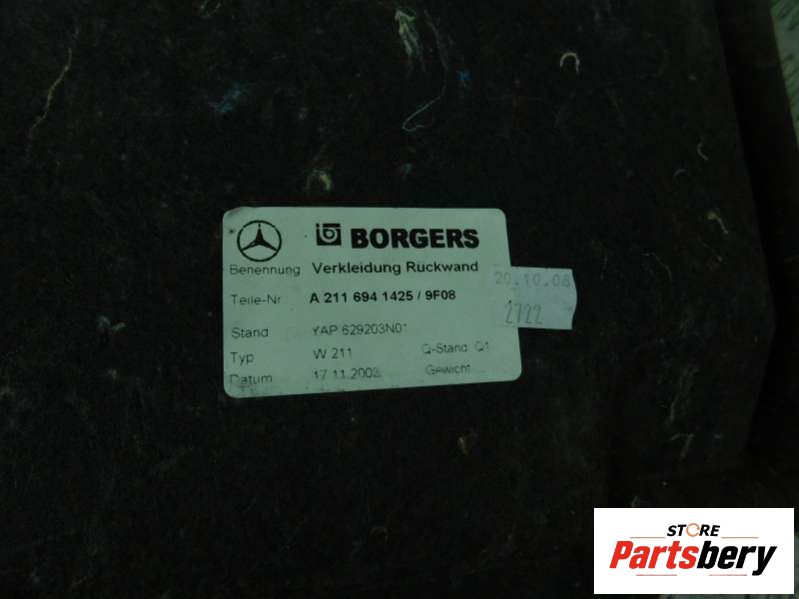 BORGERS
Benennung Verkleidung Rückwand
Teile-Nr A 211 694 1425 / 9F08
Stand YAP 629203N01
Typ W 211 Q-Stand Q1
Datum 17.11.2003 Gewicht
20.10.08
2722
STORE
Partsbery